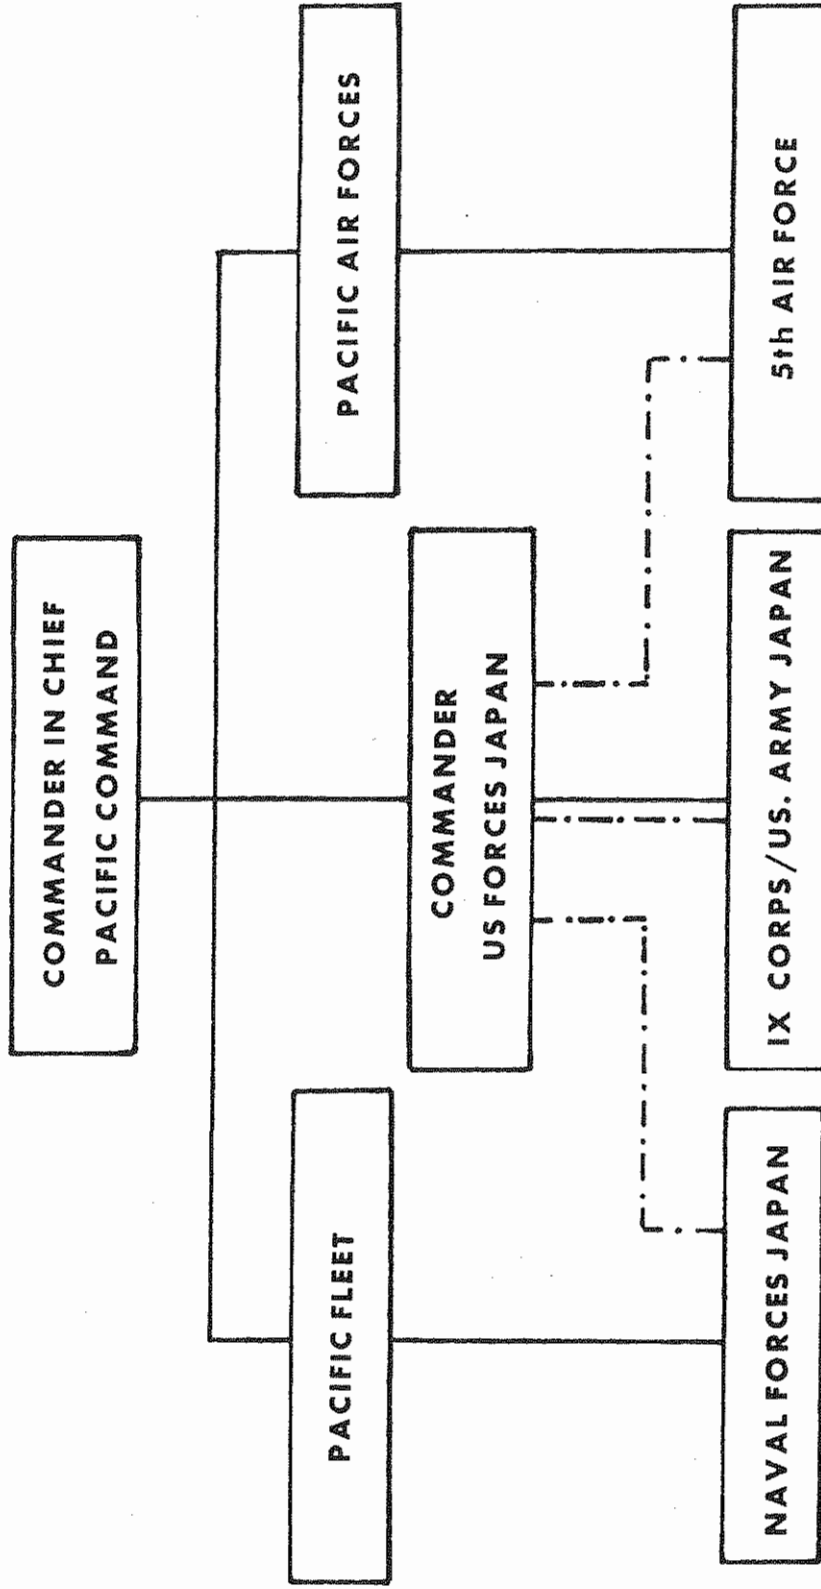 COMMANDER IN CHIEF
PACIFIC COMMAND
PACIFIC FLEET
PACIFIC AIR FORCES
COMMANDER
US FORCES JAPAN
NAVAL FORCES JAPAN
IX CORPS/US. ARMY JAPAN
5th AIR FORCE